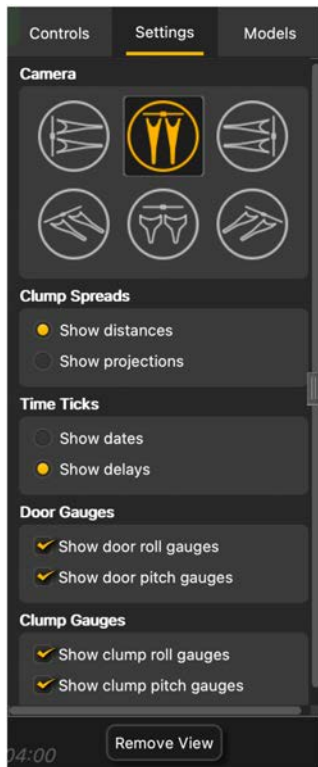 Controls Settings Models
Camera
Clump Spreads
Show distances
Show projections
Time Ticks
Show dates
Show delays
Door Gauges
Show door roll gauges
Show door pitch gauges
Clump Gauges
Show clump roll gauges
Show clump pitch gauges
Remove View
04:00